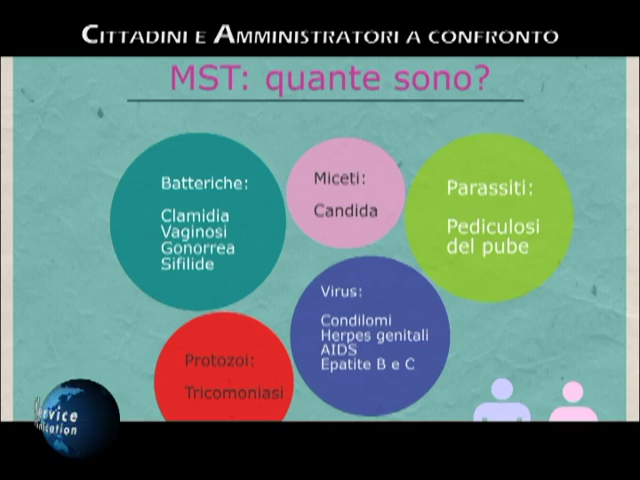 CITTADINI E AMMINISTRATORI A CONFRONTO
MST: quante sono?
Batteriche:
Clamidia
Vaginosi
Gonorrea
Sifilide
Miceti:
Candida
Parassiti:
Pediculosi
del pube
Virus:
Condilomi
Herpes genitali
AIDS
Epatite B e C
Protozoi:
Tricomoniasi